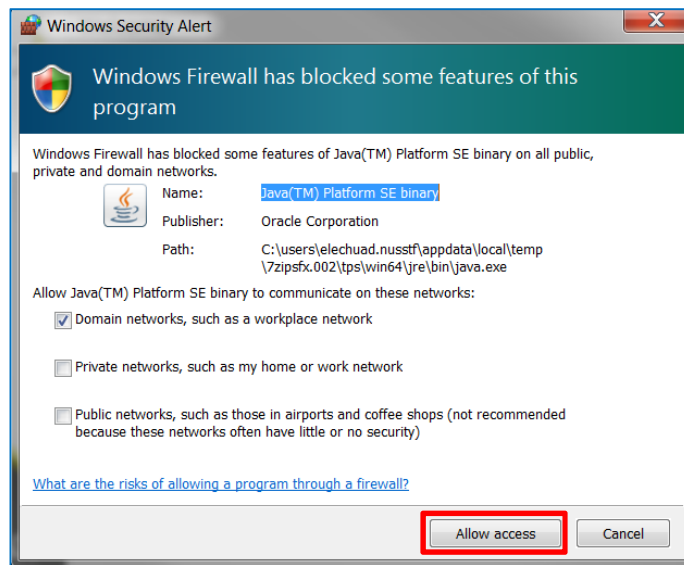 Windows Security Alert
Windows Firewall has blocked some features of this
program
Windows Firewall has blocked some features of Java(TM) Platform SE binary on all public,
private and domain networks.
Name: Java(TM) Platform SE binary
Publisher: Oracle Corporation
Path: C:\users\elechuad.nusstf\appdata\local\temp
\7zipsfx.002\tps\win64\jre\bin\java.exe
Allow Java(TM) Platform SE binary to communicate on these networks:
Domain networks, such as a workplace network
Private networks, such as my home or work network
Public networks, such as those in airports and coffee shops (not recommended
because these networks often have little or no security)
What are the risks of allowing a program through a firewall?
Allow access Cancel